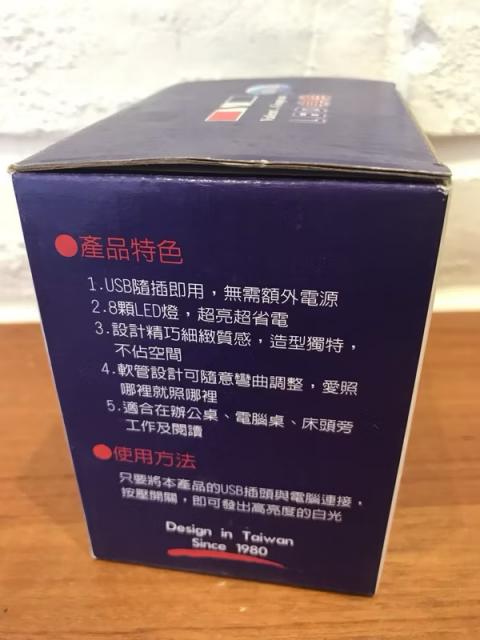 ●產品特色
1.USB隨插即用，無需額外電源
2.8顆LED燈，超亮超省電
3.設計精巧細緻質感，造型獨特，
不佔空間
4.軟管設計可隨意彎曲調整，愛照
哪裡就照哪裡
5.適合在辦公桌、電腦桌、床頭旁
工作及閱讀
●使用方法
只要將本產品的USB插頭與電腦連接，
按壓開關，即可發出高亮度的白光
Design in Taiwan
Since 1980